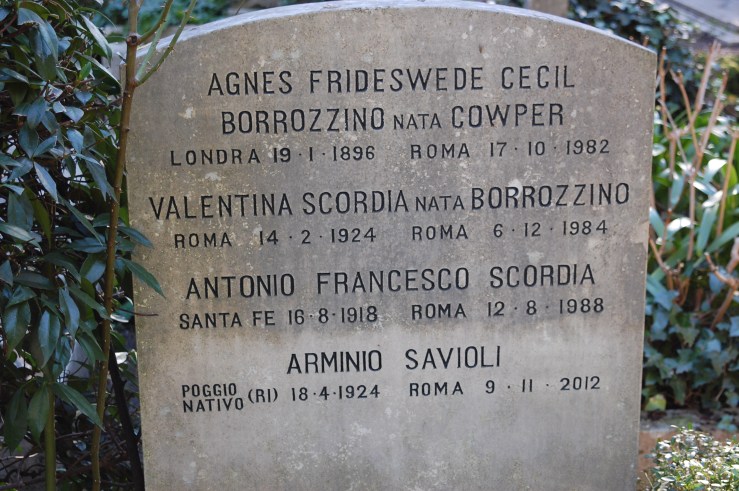 AGNES FRIDESWEDE CECIL
BORROZZINO NATA COWPER
LONDRA 19·1·1896 ROMA 17·10·1982
VALENTINA SCORDIA NATA BORROZZINO
ROMA 14·2·1924 ROMA 6·12·1984
ANTONIO FRANCESCO SCORDIA
SANTA FE 16·8·1918 ROMA 12·8·1988
ARMINIO SAVIOLI
POGGIO
NATIVO (RI) 18·4·1924 ROMA 9·11·2012